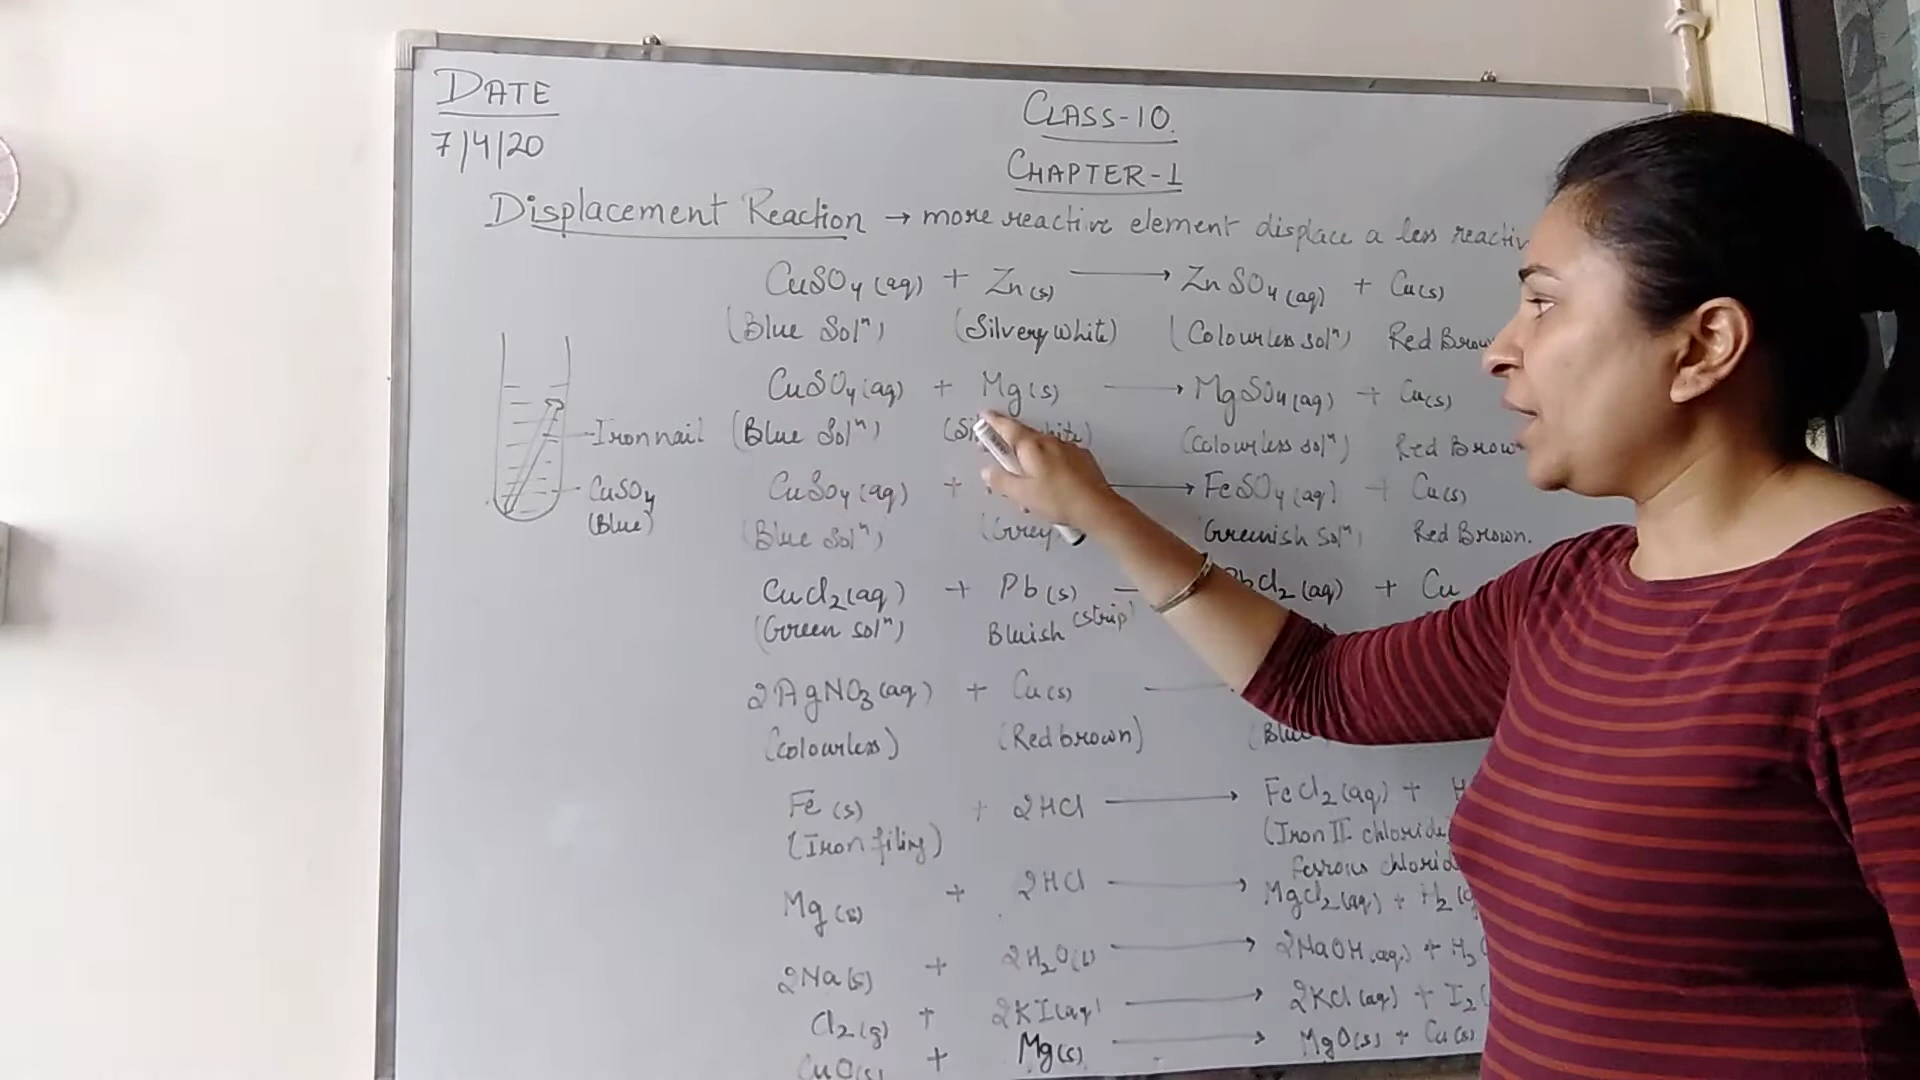 DATE
7/4/20
CLASS-10.
CHAPTER-1
Displacement Reaction → more reactive element displace a less reactiv
CuSO4 (aq) + Zn(s) → ZnSO4(aq) + Cu(s)
(Blue Solⁿ) (Silvery white) (Colourless solⁿ) Red Brow
CuSO4(aq) + Mg(s) → MgSO4(aq) + Cu(s)
Iron nail (Blue Solⁿ) (colourless solⁿ) Red Brow
CuSO4 (aq) + → FeSO4(aq) + Cu(s)
CuSO4
(Blue)
(Blue Solⁿ) (Grey Greenish Solⁿ) Red Brown.
CuCl2(aq) + Pb(s) bCl2(aq) + Cu
(Green solⁿ) Bluish (strip)
2AgNO3(aq) + Cu(s)
(colourless) (Red brown) (Blue
Fe (s) + 2HCl → FeCl2(aq) + H
(Iron filing) (Iron II chloride
Ferrous chlorid
Mg(s) + 2HCl → MgCl2(aq) + H2(g
2Na(s) + 2H2O(l) → 2NaOH(aq) + H2(
Cl2(g) + 2KI(aq) → 2KCl(aq) + I2(
CuO(s) + Mg(s) → MgO(s) + Cu(s)